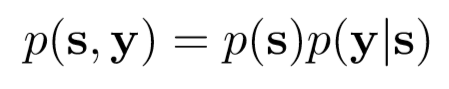 p(s, y) = p(s)p(y|s)